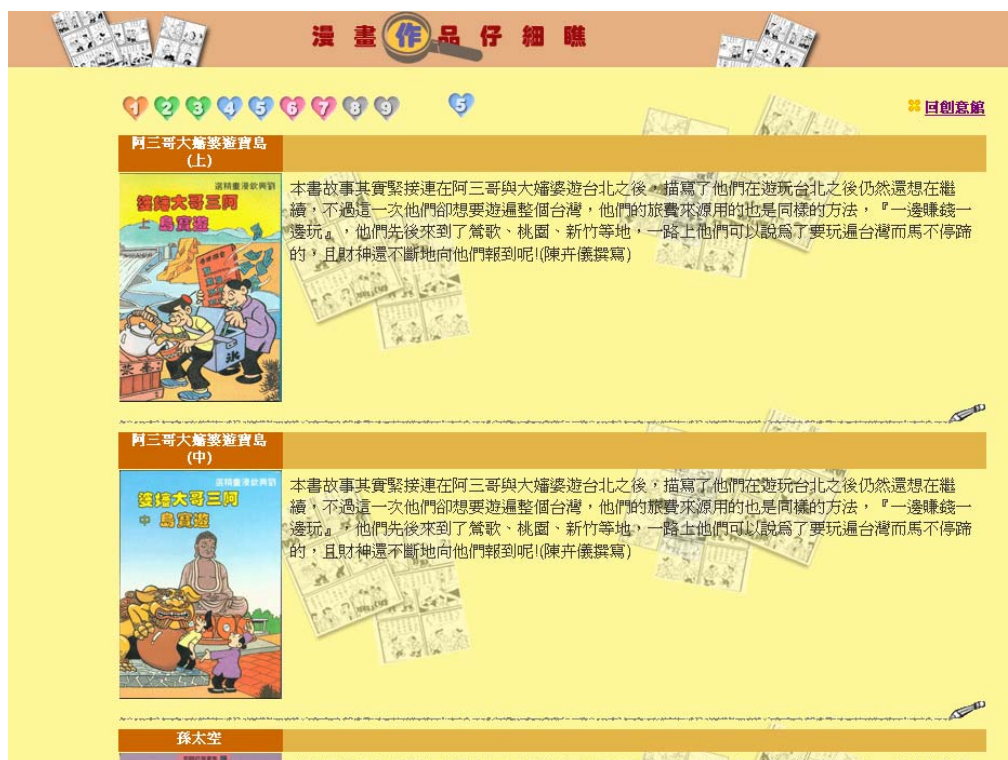 漫畫作品仔細瞧
1 2 3 4 5 6 7 8 9 5
回創意館
阿三哥大嬸婆遊寶島
(上)
選精畫漫欽興劉
婆嬸大哥三阿
上 島寶遊
冰
茶
本書故事其實緊接連在阿三哥與大嬸婆遊台北之後，描寫了他們在遊玩台北之後仍然還想在繼
續，不過這一次他們卻想要遊遍整個台灣，他們的旅費來源用的也是同樣的方法，『一邊賺錢一
邊玩』，他們先後來到了鶯歌、桃園、新竹等地，一路上他們可以說為了要玩遍台灣而馬不停蹄
的，且財神還不斷地向他們報到呢!(陳卉儀撰寫)
阿三哥大嬸婆遊寶島
(中)
選精畫漫欽興劉
婆嬸大哥三阿
中 島寶遊
本書故事其實緊接連在阿三哥與大嬸婆遊台北之後，描寫了他們在遊玩台北之後仍然還想在繼
續，不過這一次他們卻想要遊遍整個台灣，他們的旅費來源用的也是同樣的方法，『一邊賺錢一
邊玩』，他們先後來到了鶯歌、桃園、新竹等地，一路上他們可以說為了要玩遍台灣而馬不停蹄
的，且財神還不斷地向他們報到呢!(陳卉儀撰寫)
孫太空